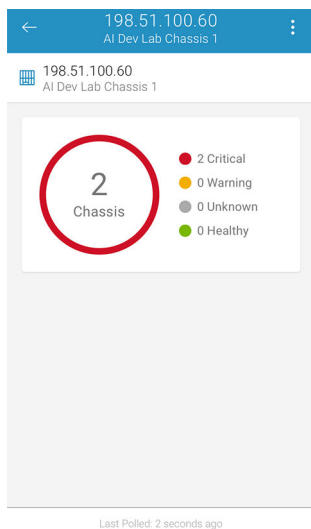 198.51.100.60
AI Dev Lab Chassis 1
198.51.100.60
AI Dev Lab Chassis 1
2
Chassis
2 Critical
0 Warning
0 Unknown
0 Healthy
Last Polled: 2 seconds ago